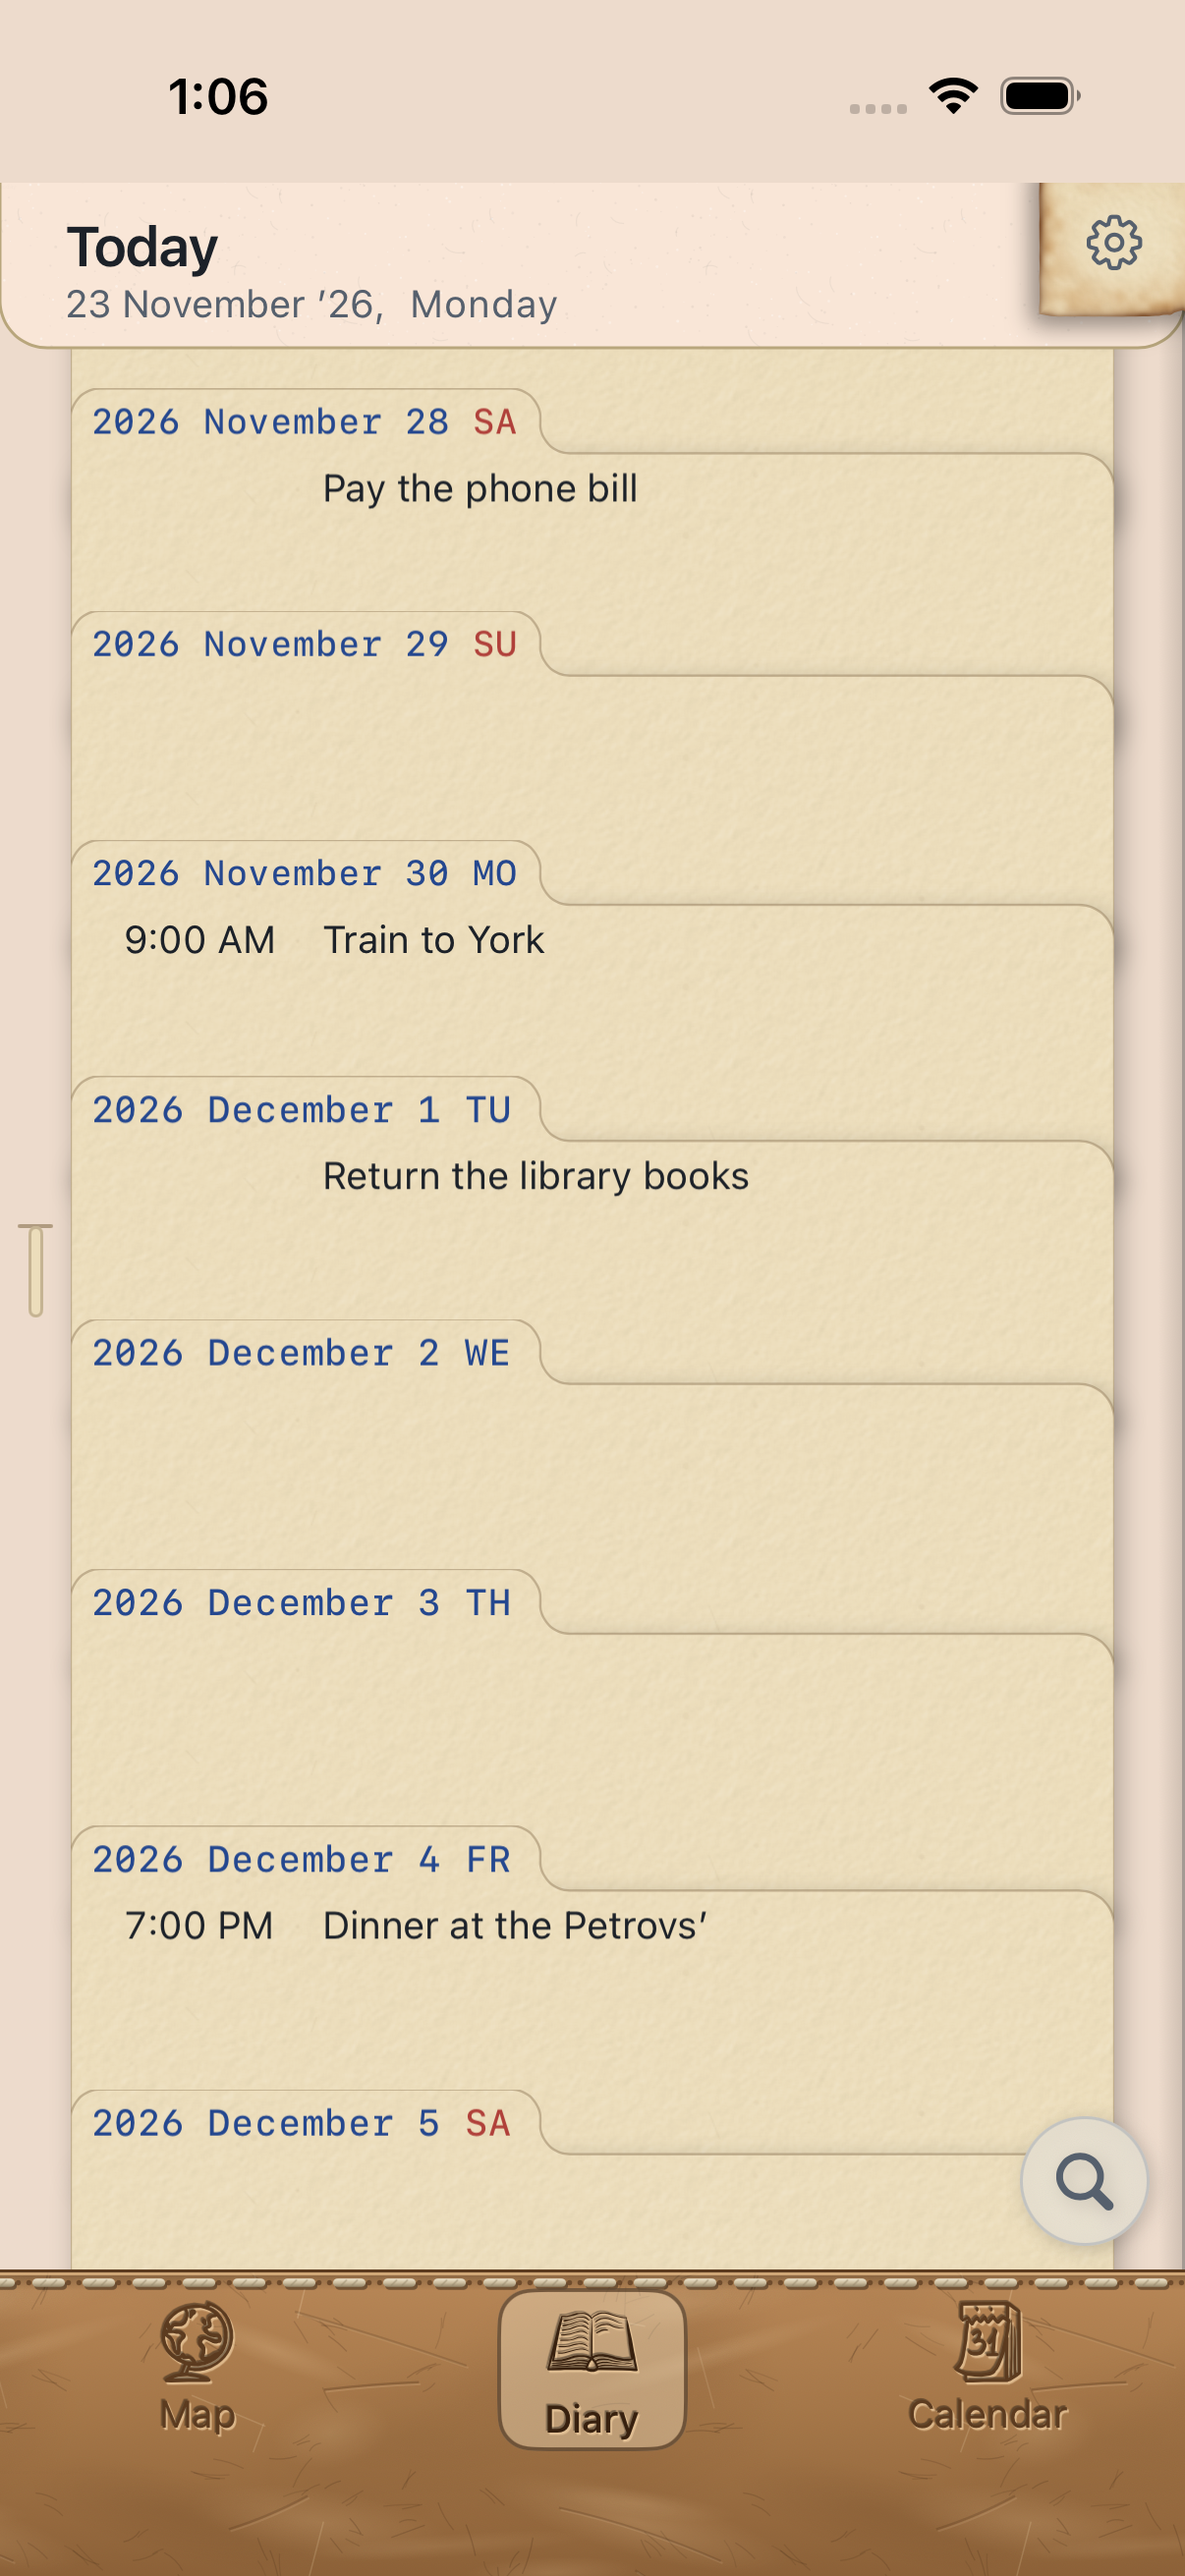 1:06
Today
23 November ’26, Monday
2026 November 28 SA
Pay the phone bill
2026 November 29 SU
2026 November 30 MO
9:00 AM Train to York
2026 December 1 TU
Return the library books
2026 December 2 WE
2026 December 3 TH
2026 December 4 FR
7:00 PM Dinner at the Petrovs’
2026 December 5 SA
31
Map Diary Calendar